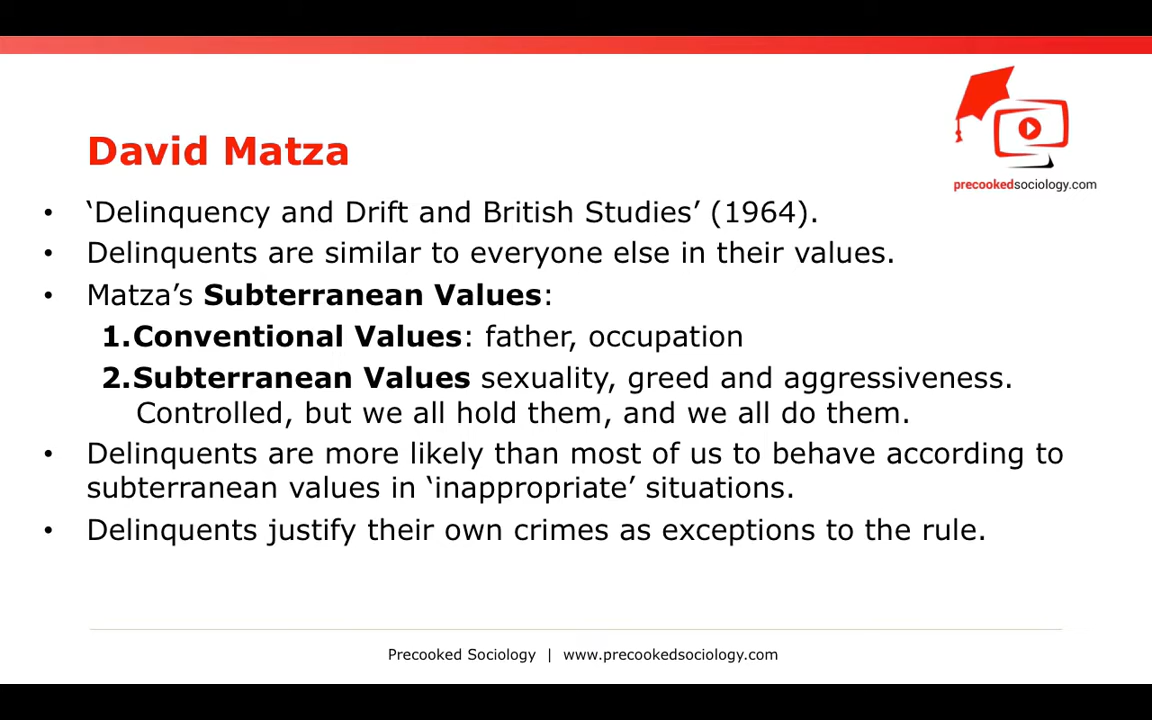 precookedsociology.com
David Matza
• ‘Delinquency and Drift and British Studies’ (1964).
• Delinquents are similar to everyone else in their values.
• Matza’s Subterranean Values:
1.Conventional Values: father, occupation
2.Subterranean Values sexuality, greed and aggressiveness.
Controlled, but we all hold them, and we all do them.
• Delinquents are more likely than most of us to behave according to
subterranean values in ‘inappropriate’ situations.
• Delinquents justify their own crimes as exceptions to the rule.
Precooked Sociology | www.precookedsociology.com